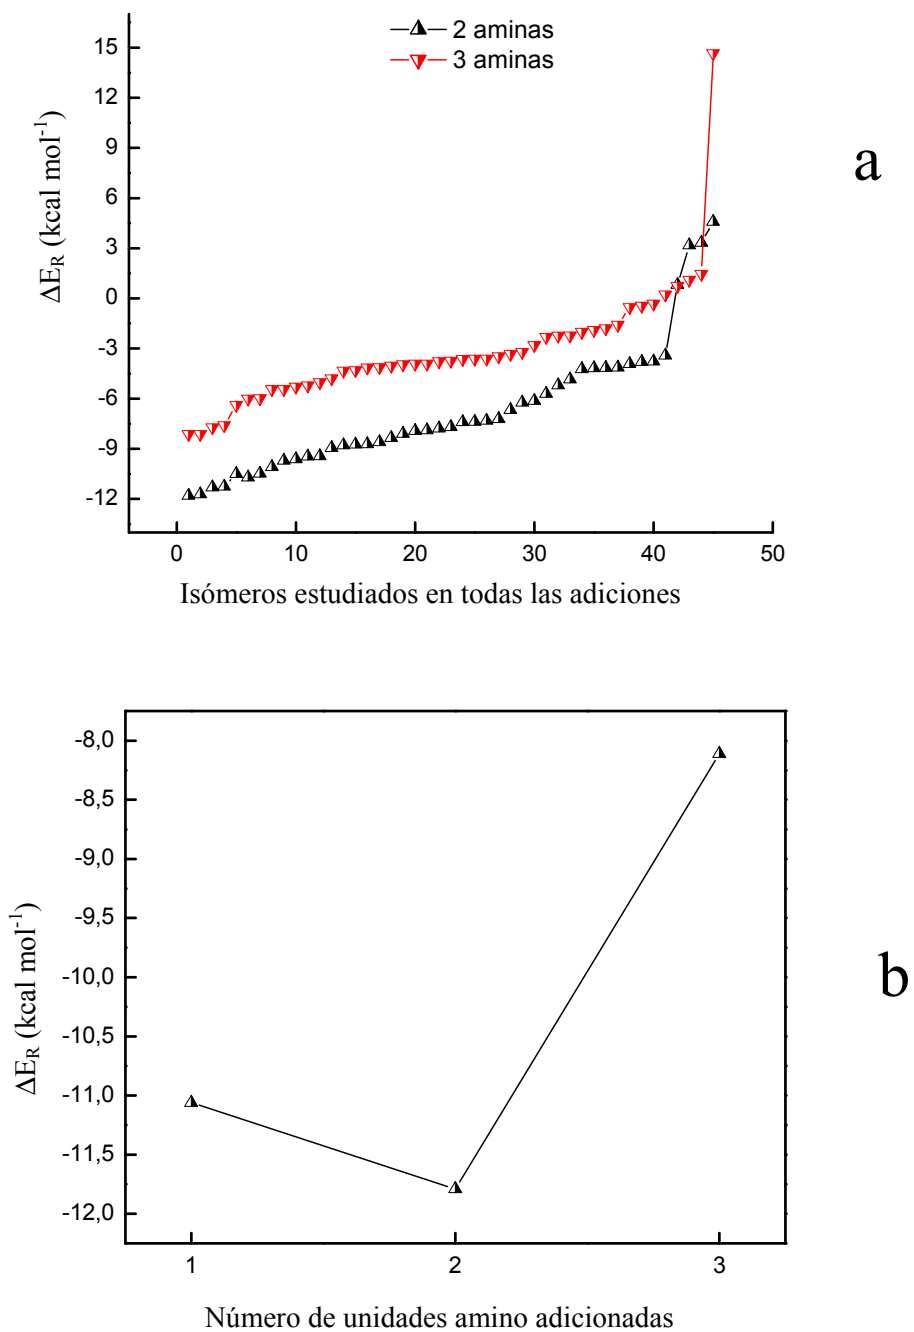 2 aminas
3 aminas
15
12
9
6
3
0
-3
-6
-9
-12
ΔE_R (kcal mol⁻¹)
0 10 20 30 40 50
Isómeros estudiados en todas las adiciones
a
-8,0
-8,5
-9,0
-9,5
-10,0
-10,5
-11,0
-11,5
-12,0
ΔE_R (kcal mol⁻¹)
1 2 3
Número de unidades amino adicionadas
b